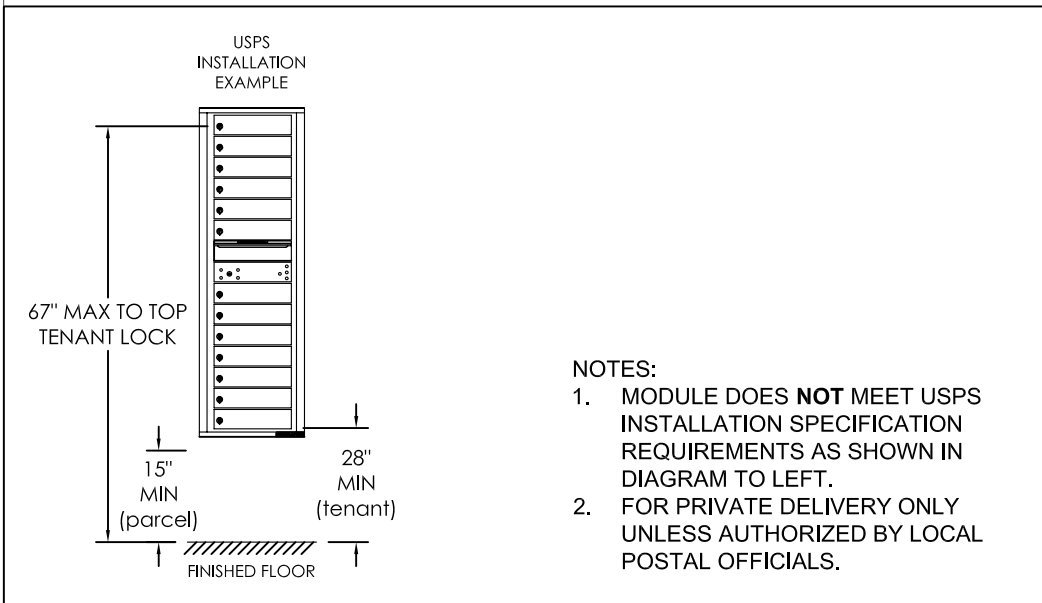 USPS
INSTALLATION
EXAMPLE
67" MAX TO TOP
TENANT LOCK
15"
MIN
(parcel)
28"
MIN
(tenant)
FINISHED FLOOR
NOTES:
1. MODULE DOES NOT MEET USPS
INSTALLATION SPECIFICATION
REQUIREMENTS AS SHOWN IN
DIAGRAM TO LEFT.
2. FOR PRIVATE DELIVERY ONLY
UNLESS AUTHORIZED BY LOCAL
POSTAL OFFICIALS.